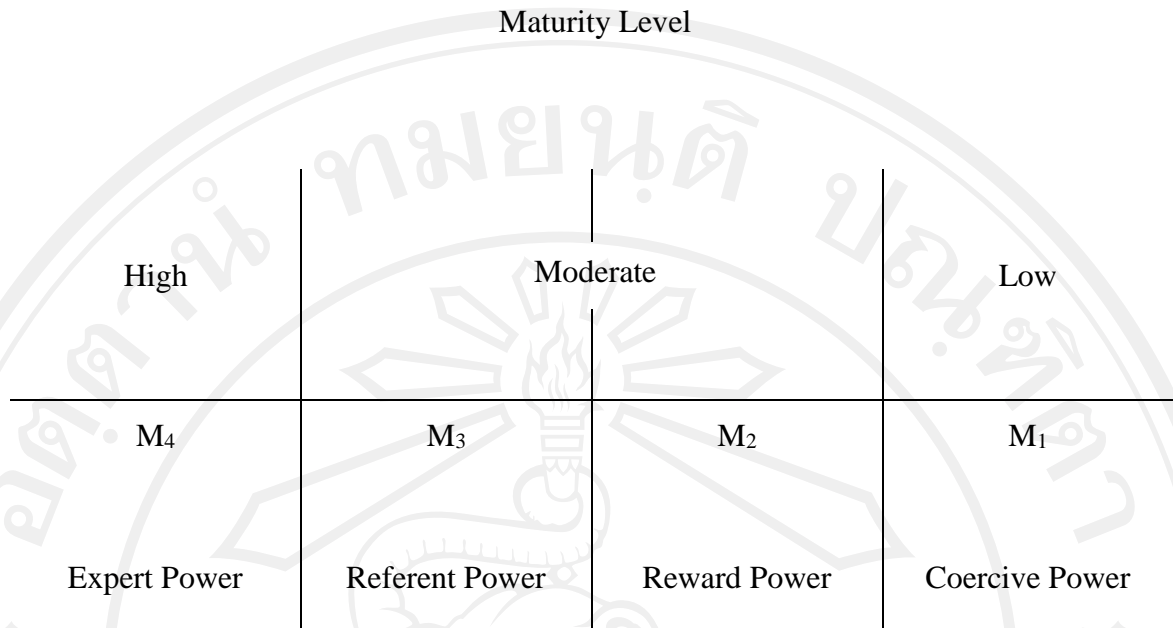 Maturity Level
High Moderate Low
M4 M3 M2 M1
Expert Power Referent Power Reward Power Coercive Power